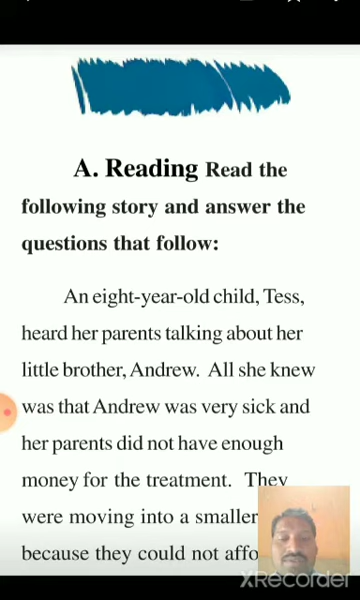 A. Reading Read the
following story and answer the
questions that follow:
An eight-year-old child, Tess,
heard her parents talking about her
little brother, Andrew. All she knew
was that Andrew was very sick and
her parents did not have enough
money for the treatment. They
were moving into a smaller
because they could not
XRecorder